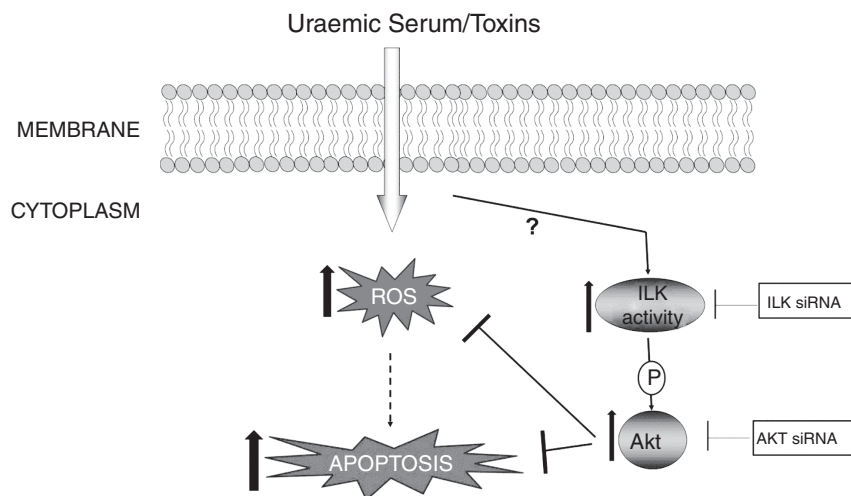 Uraemic Serum/Toxins
MEMBRANE
CYTOPLASM
?
ROS
ILK
activity
ILK siRNA
P
Akt
AKT siRNA
APOPTOSIS